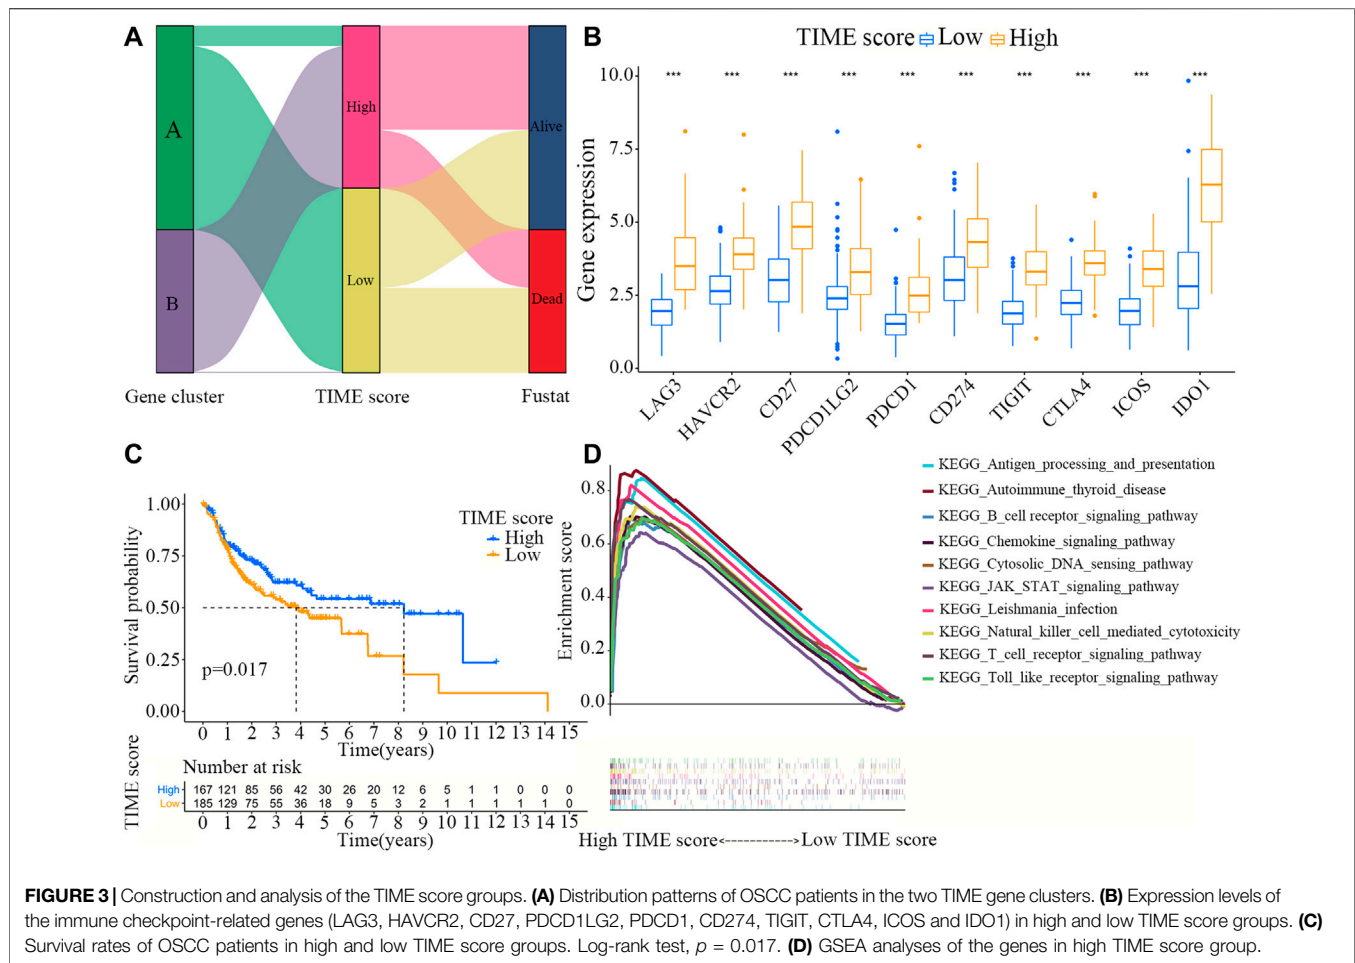 A
A
B
High
Low
Alive
Dead
Gene cluster
TIME score
Fustat
B
TIME score Low High
Gene expression
10.0
7.5
5.0
2.5
0.0
*** *** *** *** *** *** *** *** *** ***
LAG3
HAVCR2
CD27
PDCD1LG2
PDCD1
CD274
TIGIT
CTLA4
ICOS
IDO1
C
Survival probability
1.00
0.75
0.50
0.25
0.00
TIME score
High
Low
p=0.017
0 1 2 3 4 5 6 7 8 9 10 11 12 13 14 15
Time(years)
TIME score
Number at risk
High 167 121 85 56 42 30 26 20 12 6 5 1 1 0 0 0
Low 185 129 75 55 36 18 9 5 3 2 1 1 1 1 1 0
0 1 2 3 4 5 6 7 8 9 10 11 12 13 14 15
Time(years)
D
Enrichment score
0.8
0.6
0.4
0.2
0.0
KEGG_Antigen_processing_and_presentation
KEGG_Autoimmune_thyroid_disease
KEGG_B_cell receptor_signaling_pathway
KEGG_Chemokine_signaling_pathway
KEGG_Cytosolic_DNA_sensing_pathway
KEGG_JAK_STAT_signaling_pathway
KEGG_Leishmania_infection
KEGG_Natural_killer_cell_mediated_cytotoxicity
KEGG_T_cell_receptor_signaling_pathway
KEGG_Toll_like_receptor_signaling_pathway
High TIME score<----------->Low TIME score
FIGURE 3 | Construction and analysis of the TIME score groups. (A) Distribution patterns of OSCC patients in the two TIME gene clusters. (B) Expression levels of
the immune checkpoint-related genes (LAG3, HAVCR2, CD27, PDCD1LG2, PDCD1, CD274, TIGIT, CTLA4, ICOS and IDO1) in high and low TIME score groups. (C)
Survival rates of OSCC patients in high and low TIME score groups. Log-rank test, p = 0.017. (D) GSEA analyses of the genes in high TIME score group.